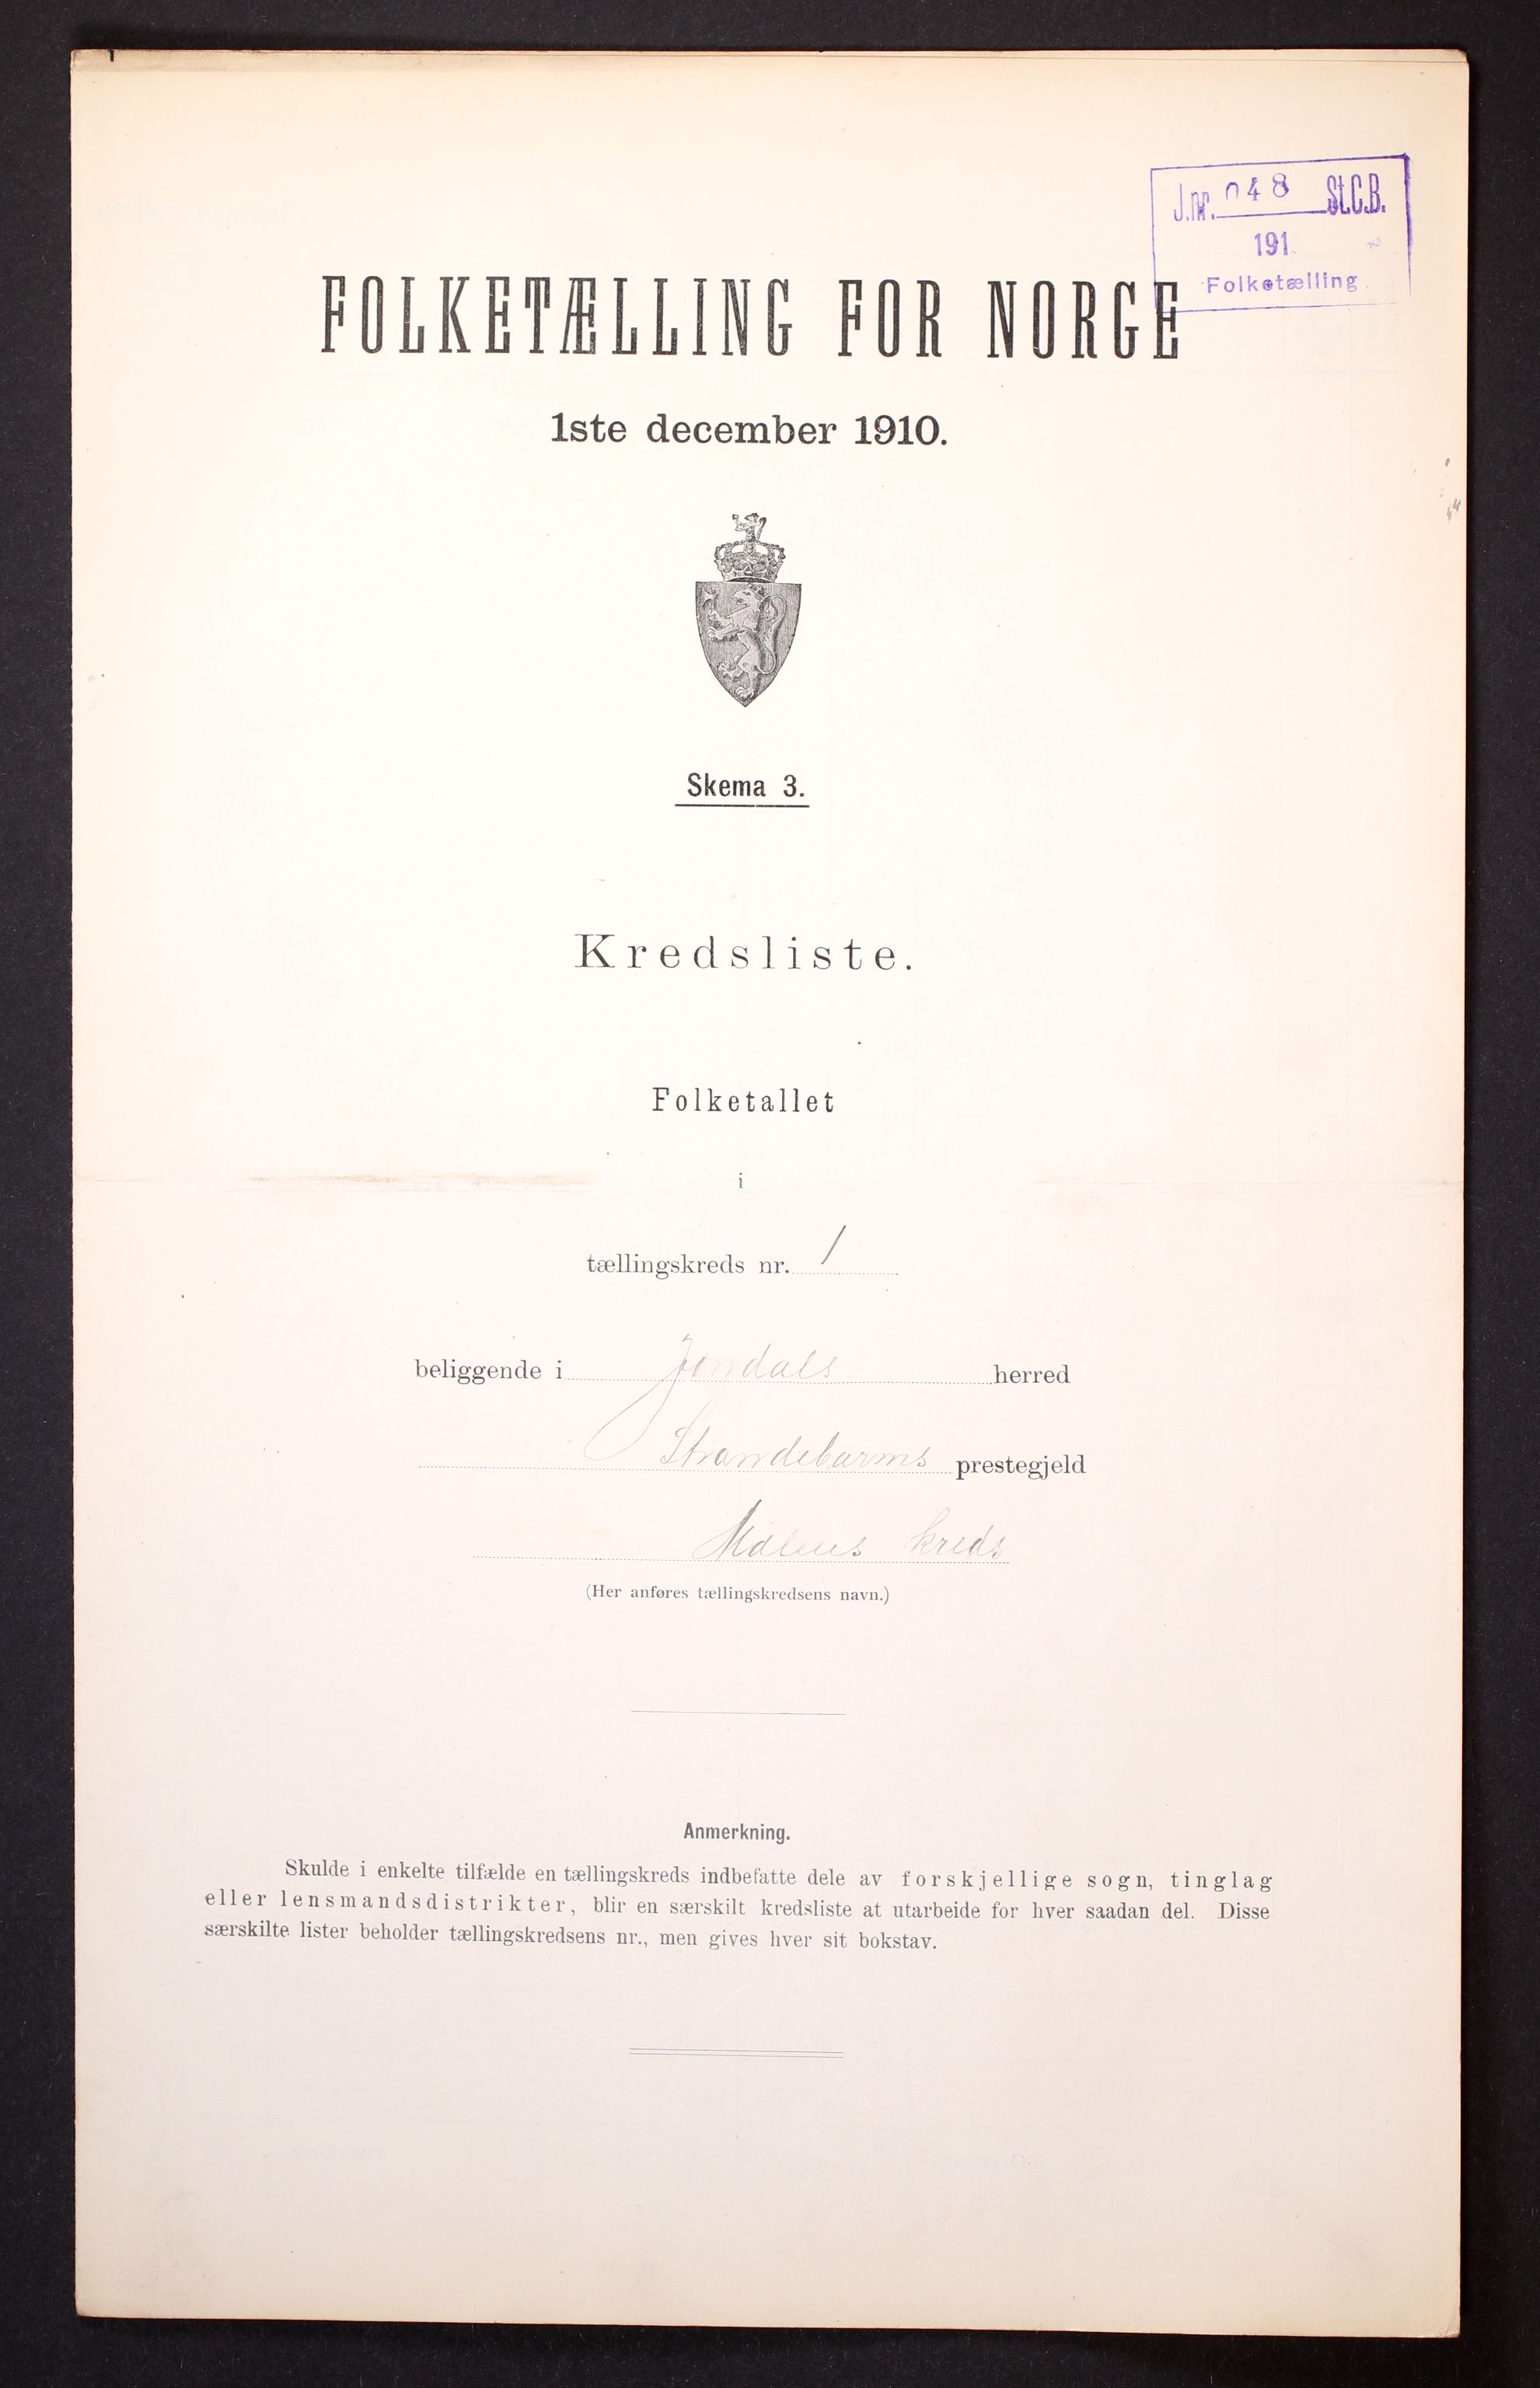 J.nr. 048 St.C.B.
191
Folketælling
FOLKETÆLLING FOR NORGE
1ste december 1910.
Skema 3.
Kredsliste.
Folketallet
i
tællingskreds nr. 1
beliggende i Jondals herred
Strandebarms prestegjeld
kreds
(Her anføres tællingskredsens navn.)
Anmerkning.
Skulde i enkelte tilfælde en tællingskreds indbefatte dele av forskjellige sogn, tinglag
eller lensmandsdistrikter, blir en særskilt kredsliste at utarbeide for hver saadan del. Disse
særskilte lister beholder tællingskredsens nr., men gives hver sit bokstav.